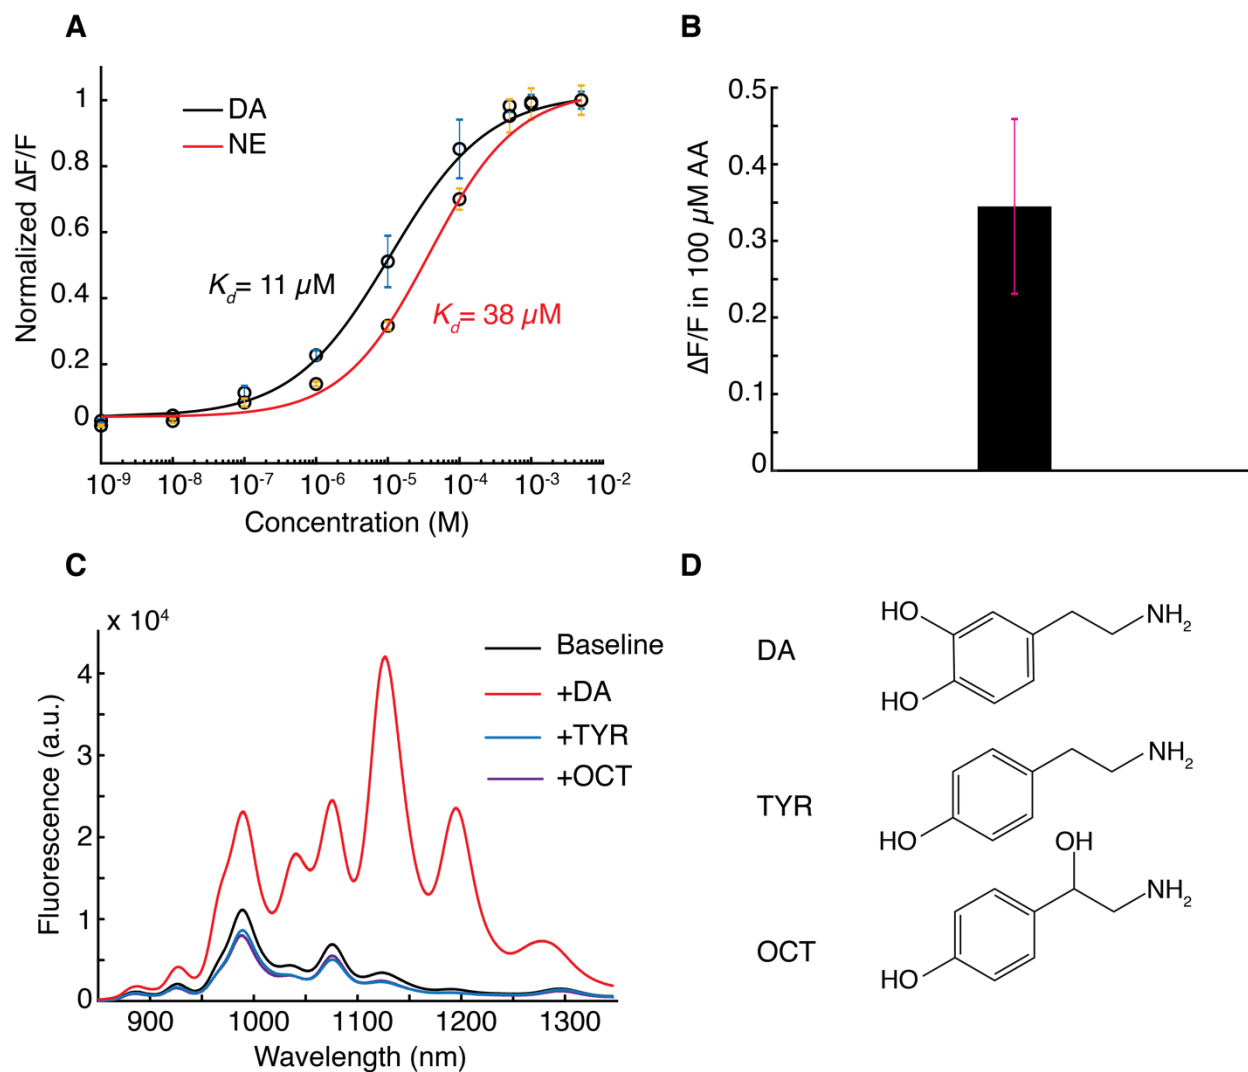 A
Normalized ΔF/F
1
0.8
0.6
0.4
0.2
0
DA
NE
K_d= 11 µM
K_d= 38 µM
10⁻⁹ 10⁻⁸ 10⁻⁷ 10⁻⁶ 10⁻⁵ 10⁻⁴ 10⁻³ 10⁻²
Concentration (M)
B
ΔF/F in 100 µM AA
0.5
0.4
0.3
0.2
0.1
0
C
x 10⁴
Fluorescence (a.u.)
4
3
2
1
0
Baseline
+DA
+TYR
+OCT
900 1000 1100 1200 1300
Wavelength (nm)
D
DA
HO
HO
NH₂
TYR
HO
NH₂
OCT
OH
HO
NH₂